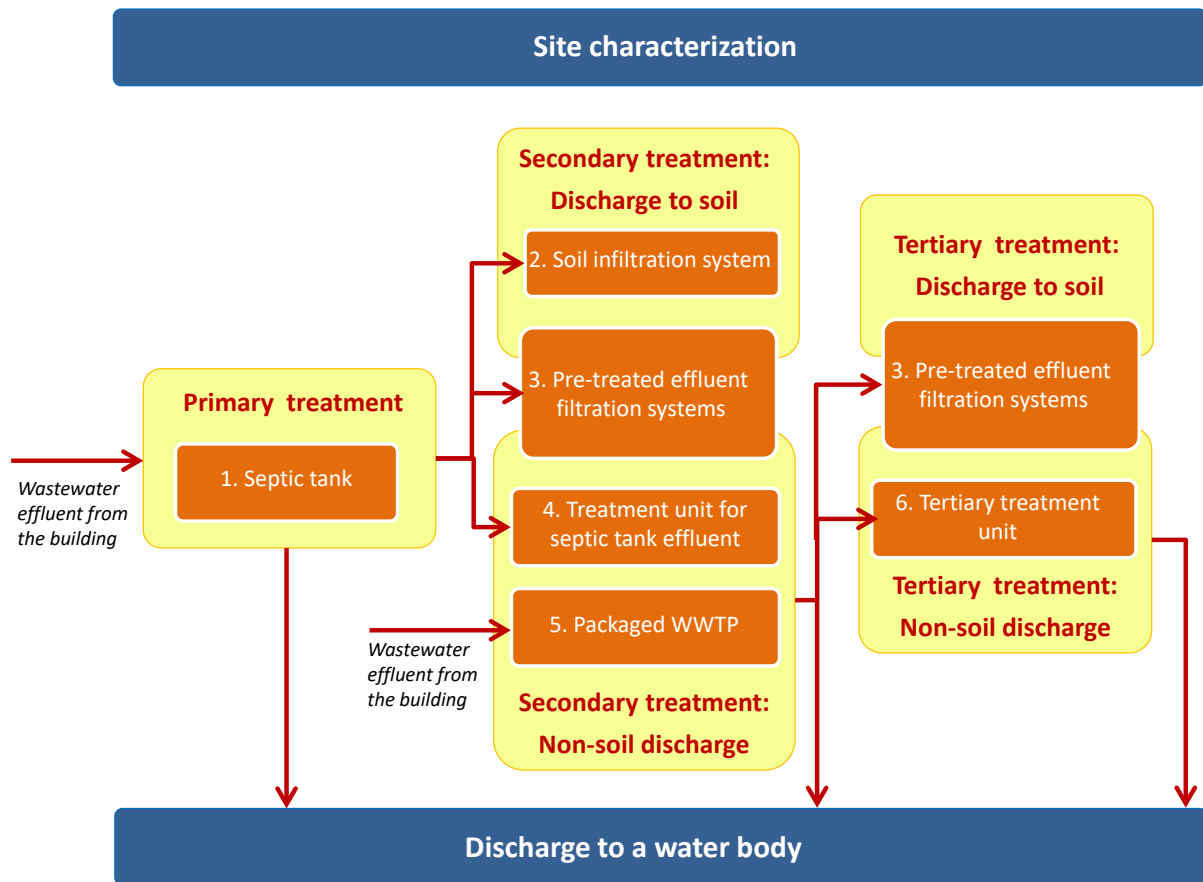 Site characterization
Secondary treatment:
Discharge to soil
2. Soil infiltration system
3. Pre-treated effluent
filtration systems
Tertiary treatment:
Discharge to soil
3. Pre-treated effluent
filtration systems
Primary treatment
1. Septic tank
Wastewater
effluent from
the building
4. Treatment unit for
septic tank effluent
6. Tertiary treatment
unit
5. Packaged WWTP
Wastewater
effluent from
the building
Tertiary treatment:
Non-soil discharge
Secondary treatment:
Non-soil discharge
Discharge to a water body